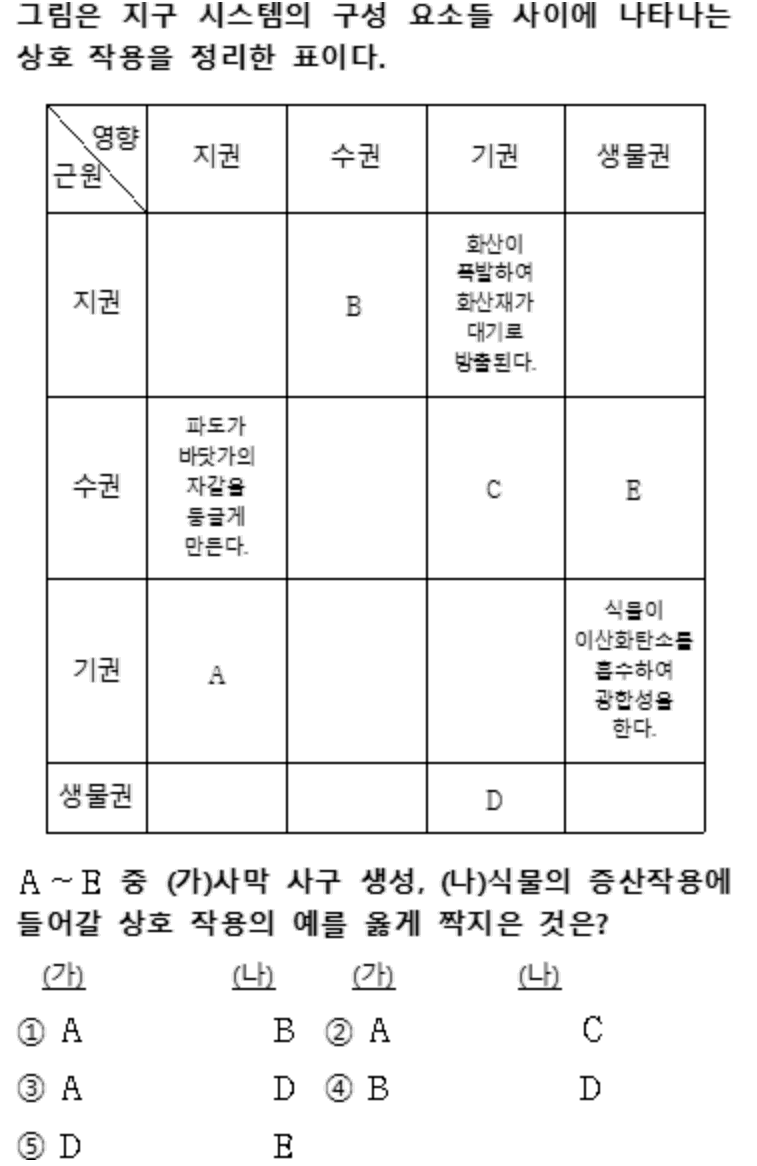 그림은 지구 시스템의 구성 요소들 사이에 나타나는
상호 작용을 정리한 표이다.
영향
근원
지권
수권
기권
생물권
지권
B
화산이
폭발하여
화산재가
대기로
방출된다.
수권
파도가
바닷가의
자갈을
둥글게
만든다.
C
E
기권
A
식물이
이산화탄소를
흡수하여
광합성을
한다.
생물권
D
A ~ E 중 (가)사막 사구 생성, (나)식물의 증산작용에
들어갈 상호 작용의 예를 옳게 짝지은 것은?
(가) (나) (가) (나)
① A B ② A C
③ A D ④ B D
⑤ D E